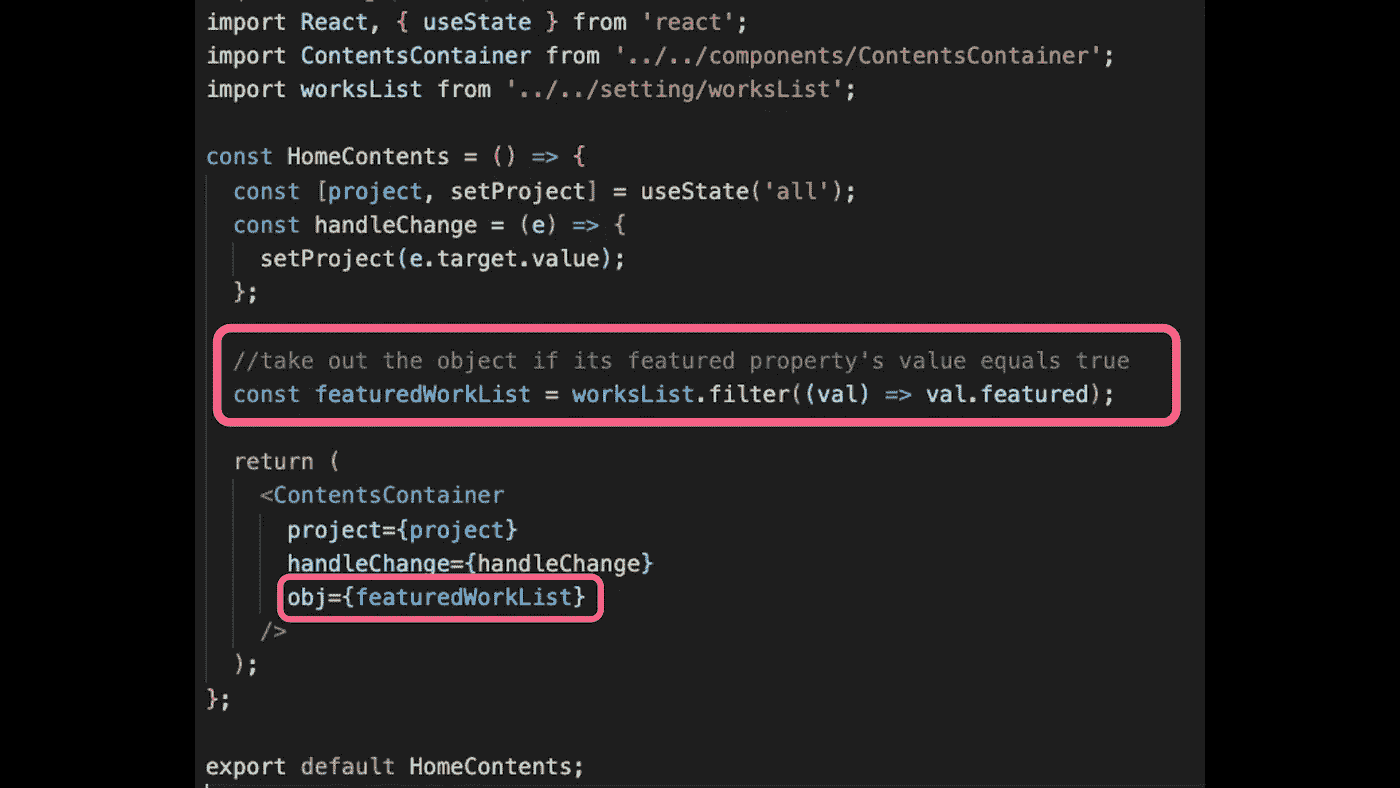 import React, { useState } from 'react';
import ContentsContainer from '../../components/ContentsContainer';
import worksList from '../../setting/worksList';

const HomeContents = () => {
  const [project, setProject] = useState('all');
  const handleChange = (e) => {
    setProject(e.target.value);
  };

  //take out the object if its featured property's value equals true
  const featuredWorkList = worksList.filter((val) => val.featured);

  return (
    <ContentsContainer
      project={project}
      handleChange={handleChange}
      obj={featuredWorkList}
    />
  );
};

export default HomeContents;